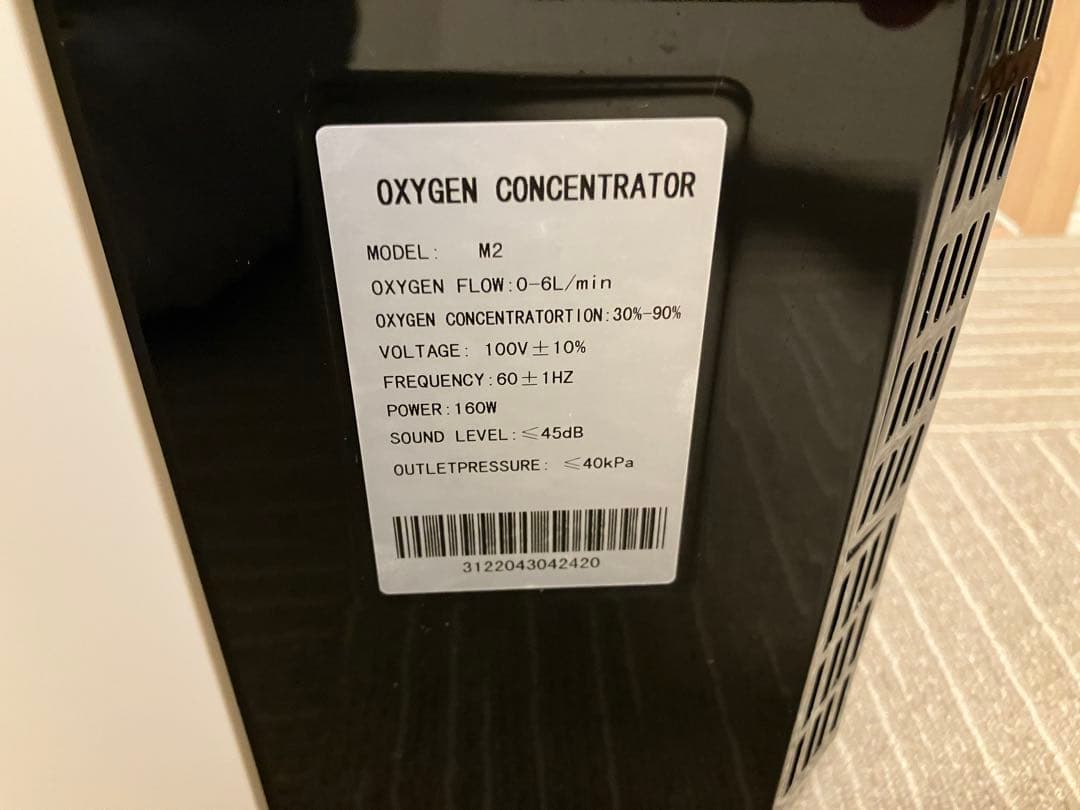 OXYGEN CONCENTRATOR
MODEL: M2
OXYGEN FLOW:0-6L/min
OXYGEN CONCENTRATORTION:30%-90%
VOLTAGE: 100V±10%
FREQUENCY:60±1HZ
POWER:160W
SOUND LEVEL:≤45dB
OUTLETPRESSURE: ≤40kPa
3122043042420